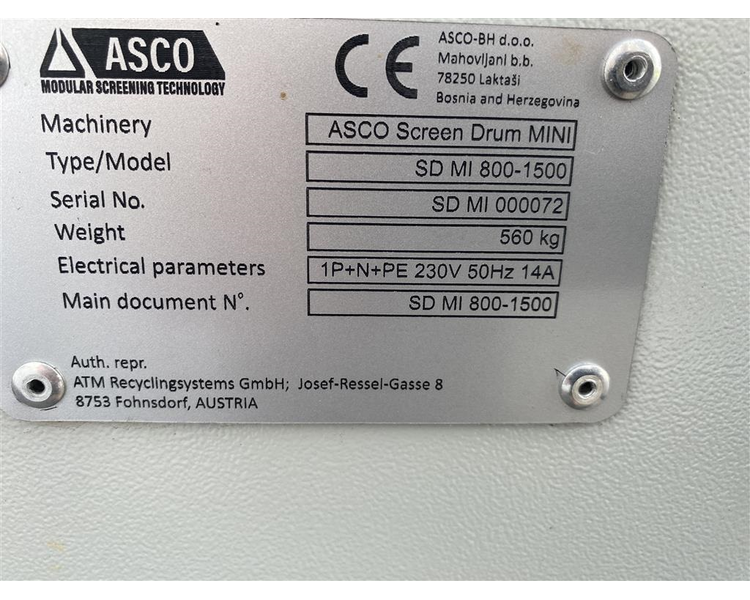 ASCO
MODULAR SCREENING TECHNOLOGY
CE
ASCO-BH d.o.o.
Mahovljani b.b.
78250 Laktaši
Bosnia and Herzegovina
Machinery ASCO Screen Drum MINI
Type/Model SD MI 800-1500
Serial No. SD MI 000072
Weight 560 kg
Electrical parameters 1P+N+PE 230V 50Hz 14A
Main document N°. SD MI 800-1500
Auth. repr.
ATM Recyclingsystems GmbH; Josef-Ressel-Gasse 8
8753 Fohnsdorf, AUSTRIA